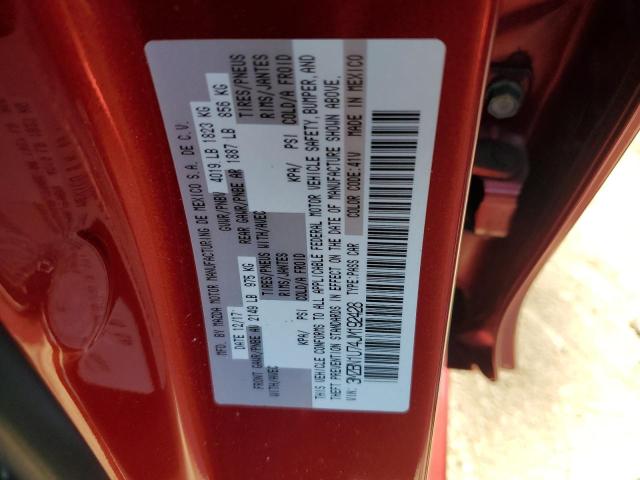 MFD. BY MAZDA MOTOR MANUFACTURING DE MEXICO S.A. DE C.V.
DATE 12/17 GVWR/PNBV 4019 LB 1823 KG
FRONT GAWR/PNBE AV 2149 LB 975 KG REAR GAWR/PNBE AR 1887 LB 856 KG
WITH/AVEC TIRES/PNEUS WITH/AVEC TIRES/PNEUS
RIMS/JANTES RIMS/JANTES
KPA/ PSI COLD/A FROID KPA/ PSI COLD/A FROID
THIS VEHICLE CONFORMS TO ALL APPLICABLE FEDERAL MOTOR VEHICLE SAFETY, BUMPER, AND
THEFT PREVENTION STANDARDS IN EFFECT ON THE DATE OF MANUFACTURE SHOWN ABOVE.
VIN: 3MZBN1U74JM192428 TYPE:PASS CAR COLOR CODE:41V MADE IN MEXICO